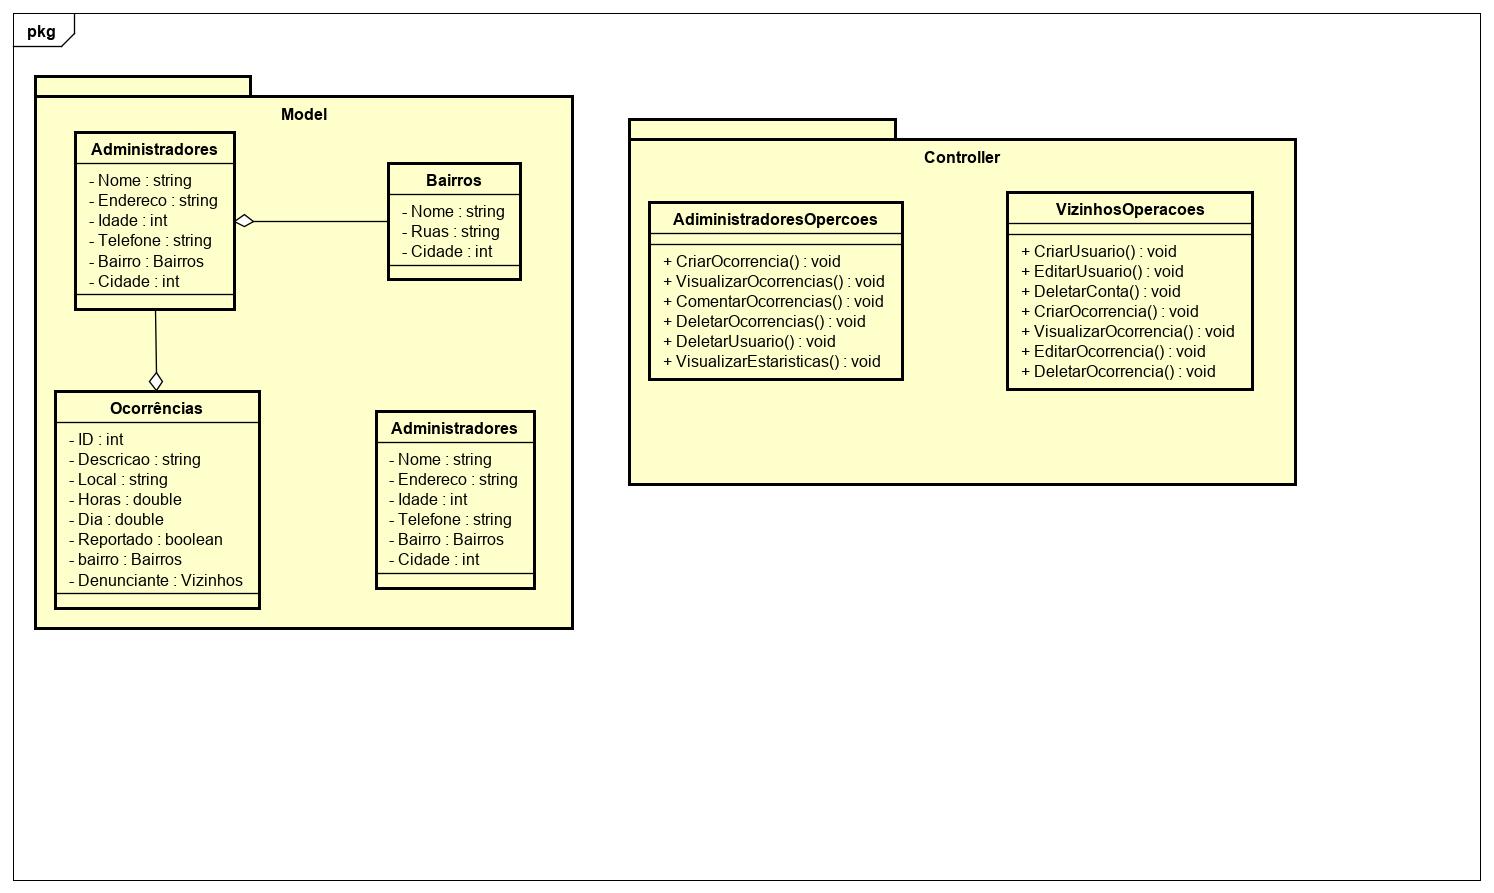 pkg
Model
Administradores
- Nome : string
- Endereco : string
- Idade : int
- Telefone : string
- Bairro : Bairros
- Cidade : int
Bairros
- Nome : string
- Ruas : string
- Cidade : int
Ocorrências
- ID : int
- Descricao : string
- Local : string
- Horas : double
- Dia : double
- Reportado : boolean
- bairro : Bairros
- Denunciante : Vizinhos
Administradores
- Nome : string
- Endereco : string
- Idade : int
- Telefone : string
- Bairro : Bairros
- Cidade : int
Controller
AdiministradoresOpercoes
+ CriarOcorrencia() : void
+ VisualizarOcorrencias() : void
+ ComentarOcorrencias() : void
+ DeletarOcorrencias() : void
+ DeletarUsuario() : void
+ VisualizarEstaristicas() : void
VizinhosOperacoes
+ CriarUsuario() : void
+ EditarUsuario() : void
+ DeletarConta() : void
+ CriarOcorrencia() : void
+ VisualizarOcorrencia() : void
+ EditarOcorrencia() : void
+ DeletarOcorrencia() : void